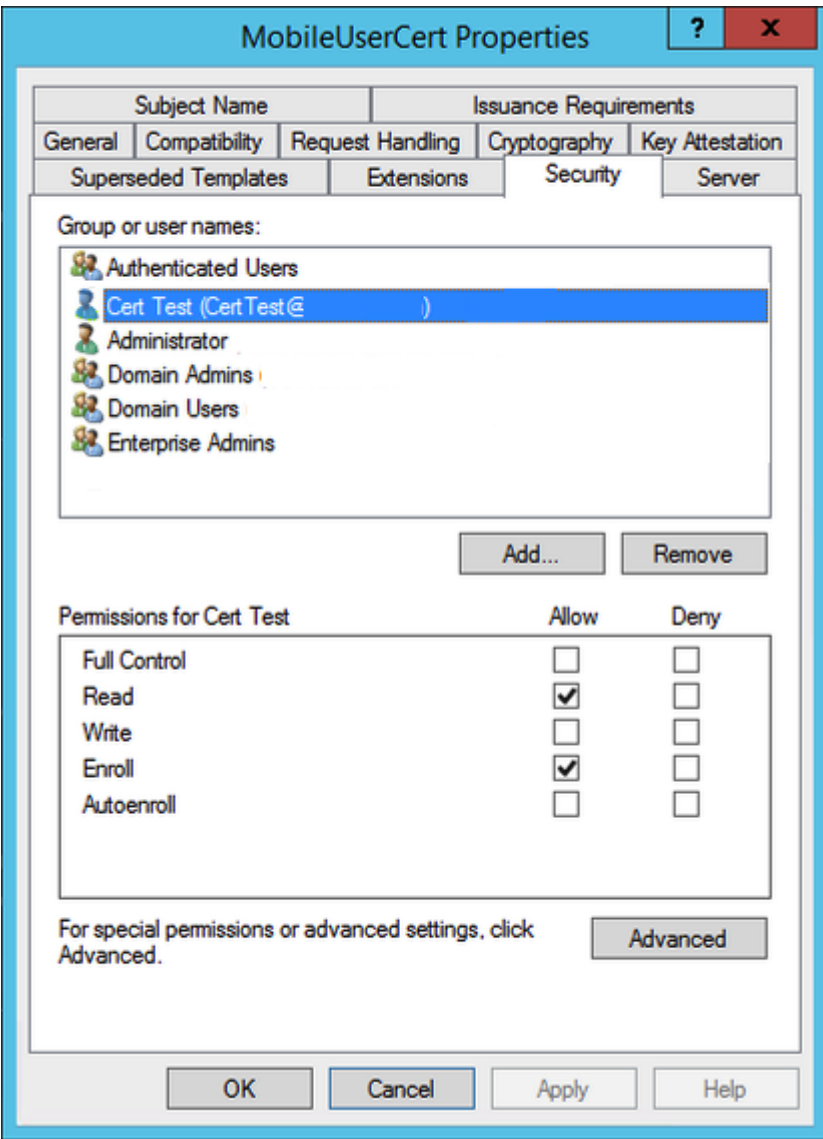 MobileUserCert Properties
?
x
Subject Name
Issuance Requirements
General
Compatibility
Request Handling
Cryptography
Key Attestation
Superseded Templates
Extensions
Security
Server
Group or user names:
Authenticated Users
Cert Test (CertTest@ )
Administrator
Domain Admins (
Domain Users
Enterprise Admins
Add...
Remove
Permissions for Cert Test
Allow
Deny
Full Control
Read
Write
Enroll
Autoenroll
For special permissions or advanced settings, click
Advanced.
Advanced
OK
Cancel
Apply
Help